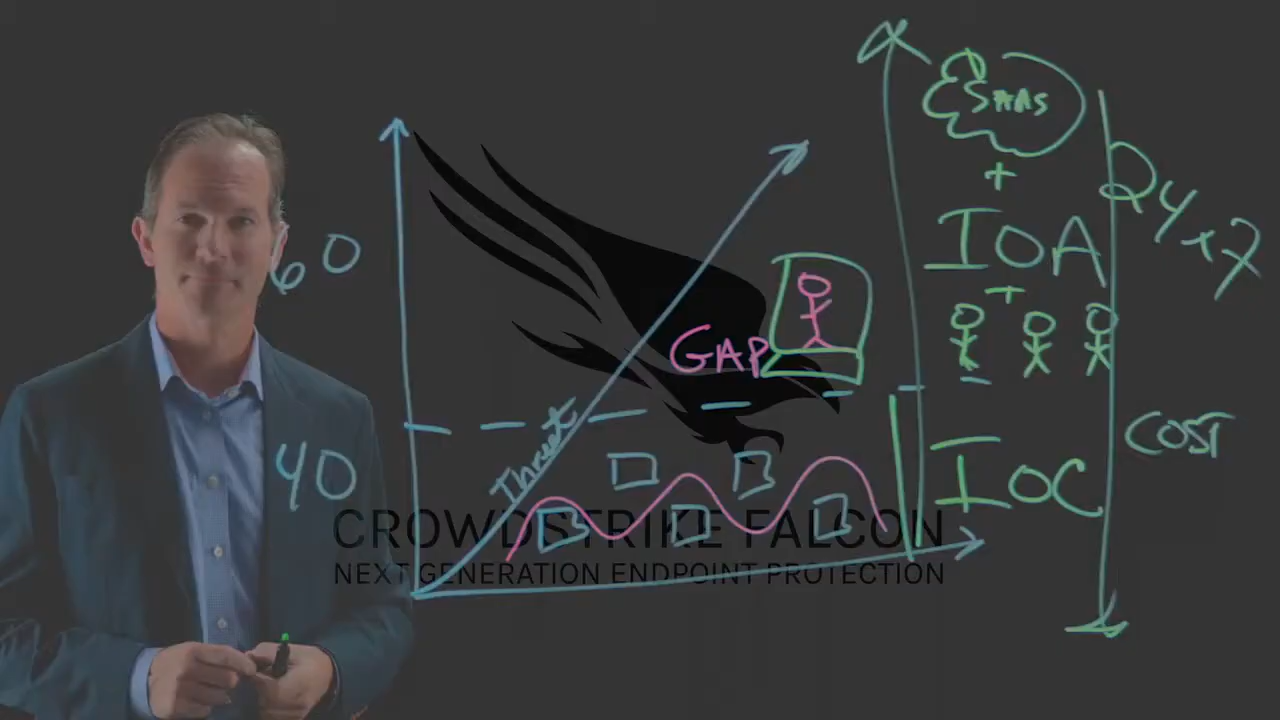 SAAS
+
24x7
IOA
+
60
GAP
Threat
40
COST
IOC
CROWDSTRIKE FALCON
NEXT GENERATION ENDPOINT PROTECTION